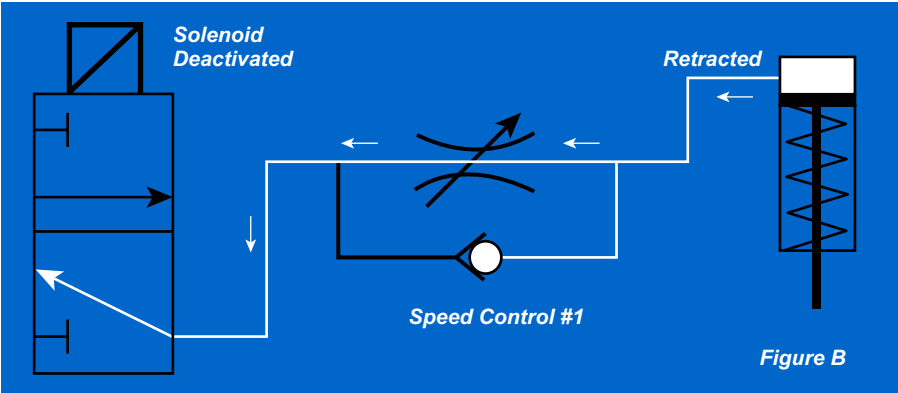 Solenoid
Deactivated
Retracted
Speed Control #1
Figure B